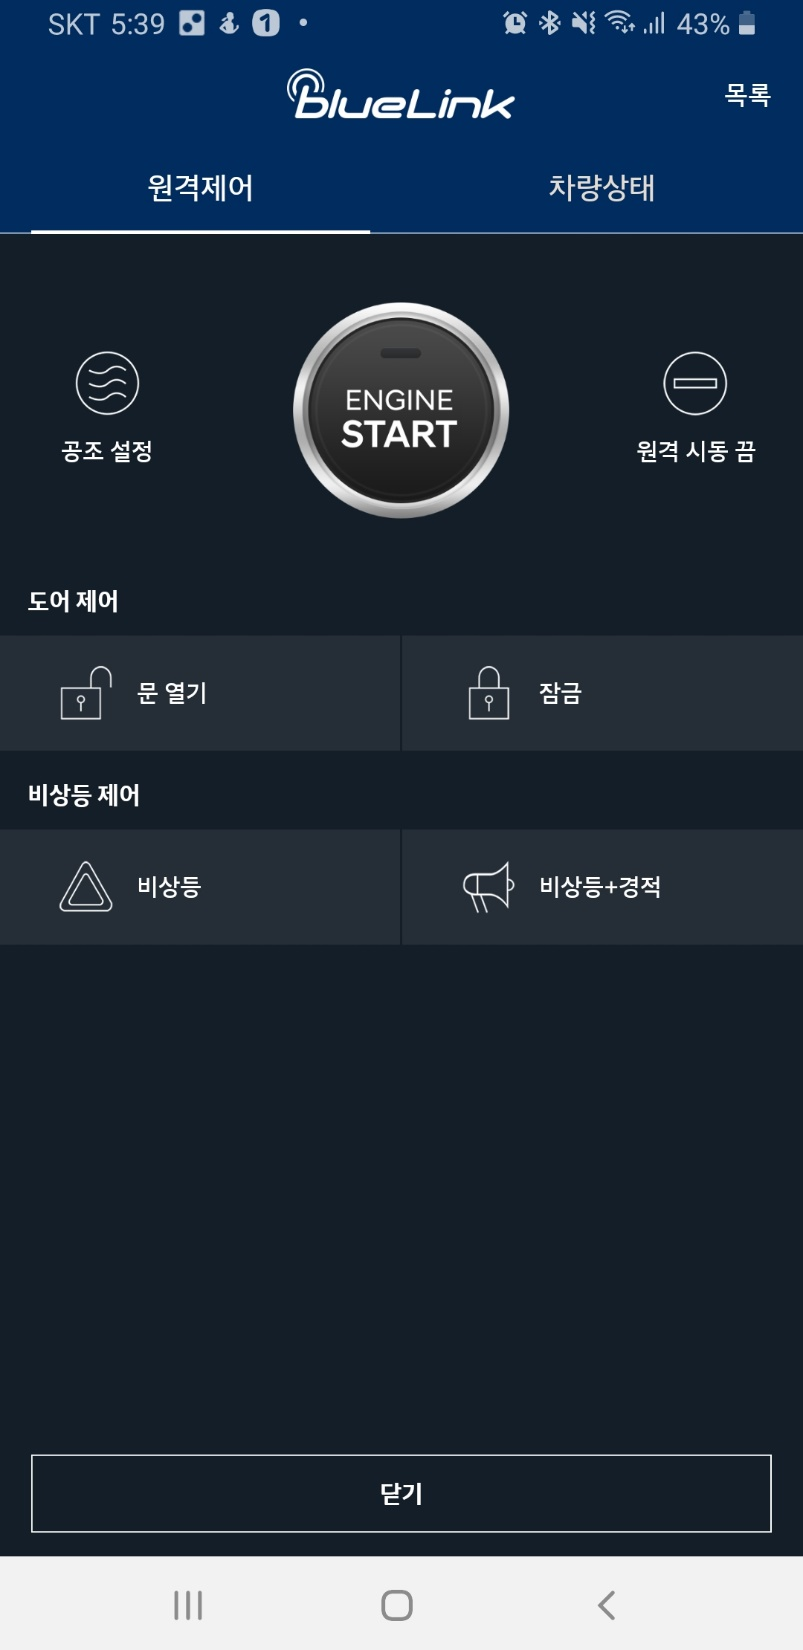 SKT 5:39 1 43%
blueLink
목록
원격제어 차량상태
ENGINE
START
공조 설정 원격 시동 끔
도어 제어
문 열기 잠금
비상등 제어
비상등 비상등+경적
닫기